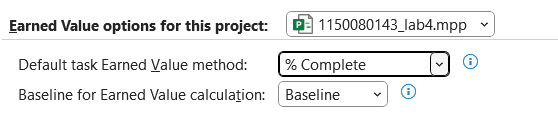 Earned Value options for this project: 1150080143_lab4.mpp
Default task Earned Value method: % Complete
Baseline for Earned Value calculation: Baseline